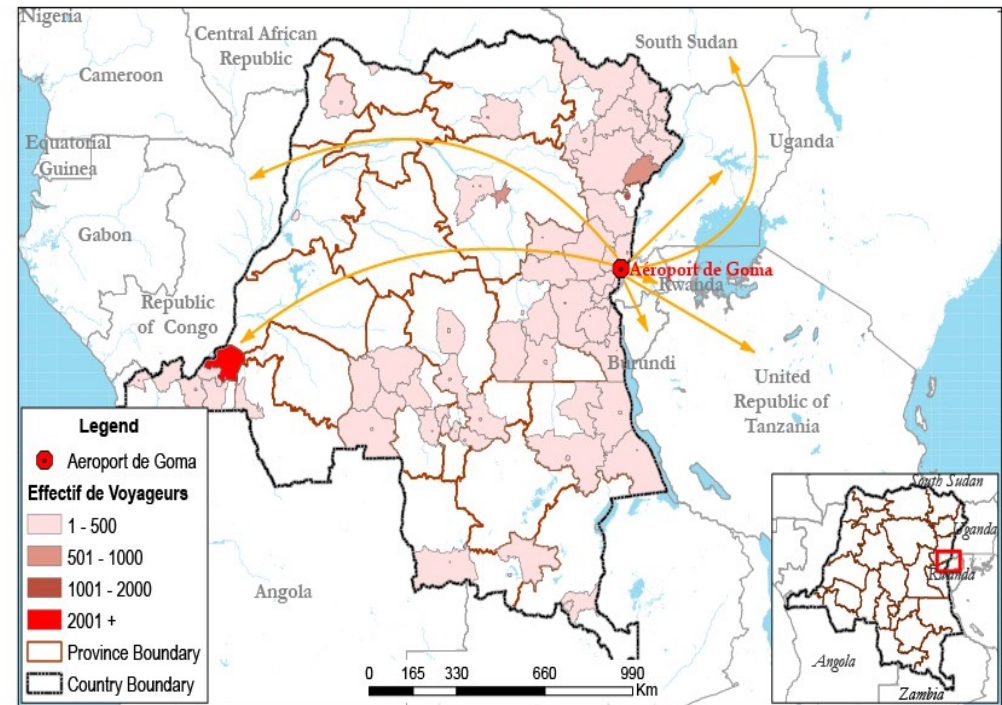 Nigeria
Central African
Republic
South Sudan
Cameroon
Equatorial
Guinea
Uganda
Gabon
Aéroport de Goma
Rwanda
Republic
of Congo
Burundi
United
Republic of
Tanzania
Angola
Legend
Aeroport de Goma
Effectif de Voyageurs
1 - 500
501 - 1000
1001 - 2000
2001 +
Province Boundary
Country Boundary
0 165 330 660 990
Km
South Sudan
Uganda
Rwanda
Angola
Zambia